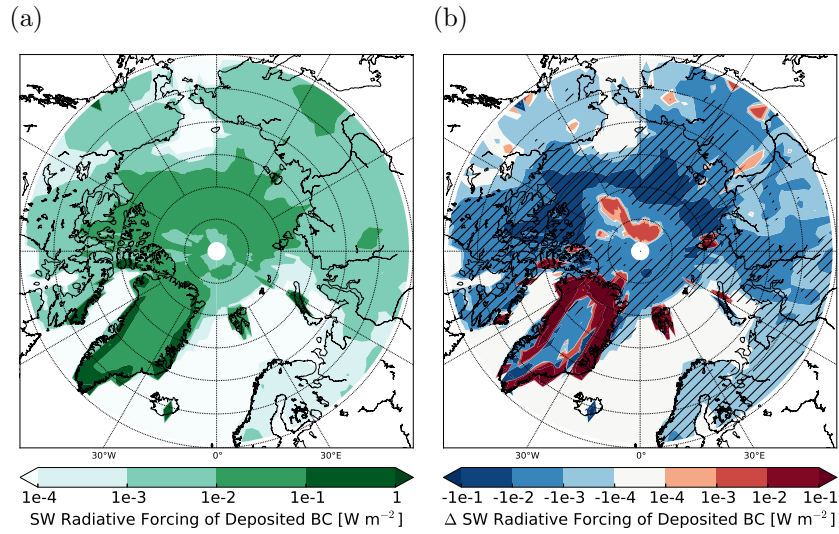 (a)
(b)
30°W 0° 30°E
30°W 0° 30°E
1e-4 1e-3 1e-2 1e-1 1
SW Radiative Forcing of Deposited BC [W m⁻²]
-1e-1 -1e-2 -1e-3 -1e-4 1e-4 1e-3 1e-2 1e-1
Δ SW Radiative Forcing of Deposited BC [W m⁻²]